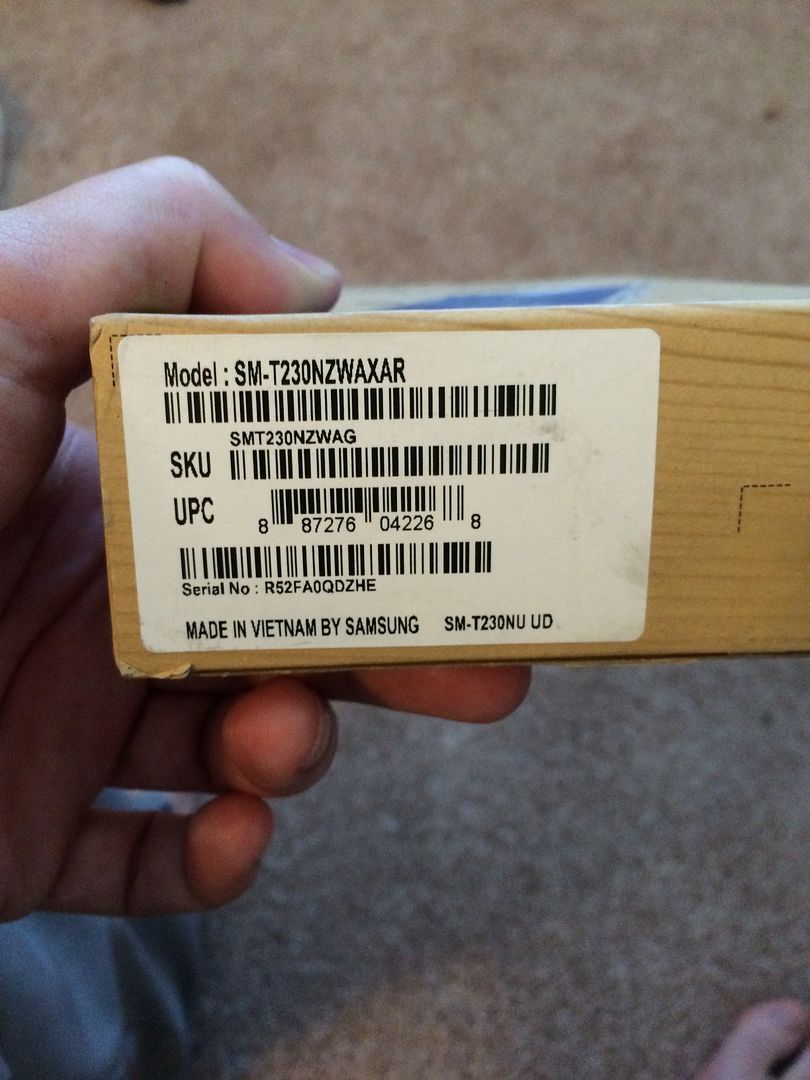 Model : SM-T230NZWAXAR
SMT230NZWAG
SKU
UPC
8 87276 04226 8
Serial No : R52FA0QDZHE
MADE IN VIETNAM BY SAMSUNG SM-T230NU UD